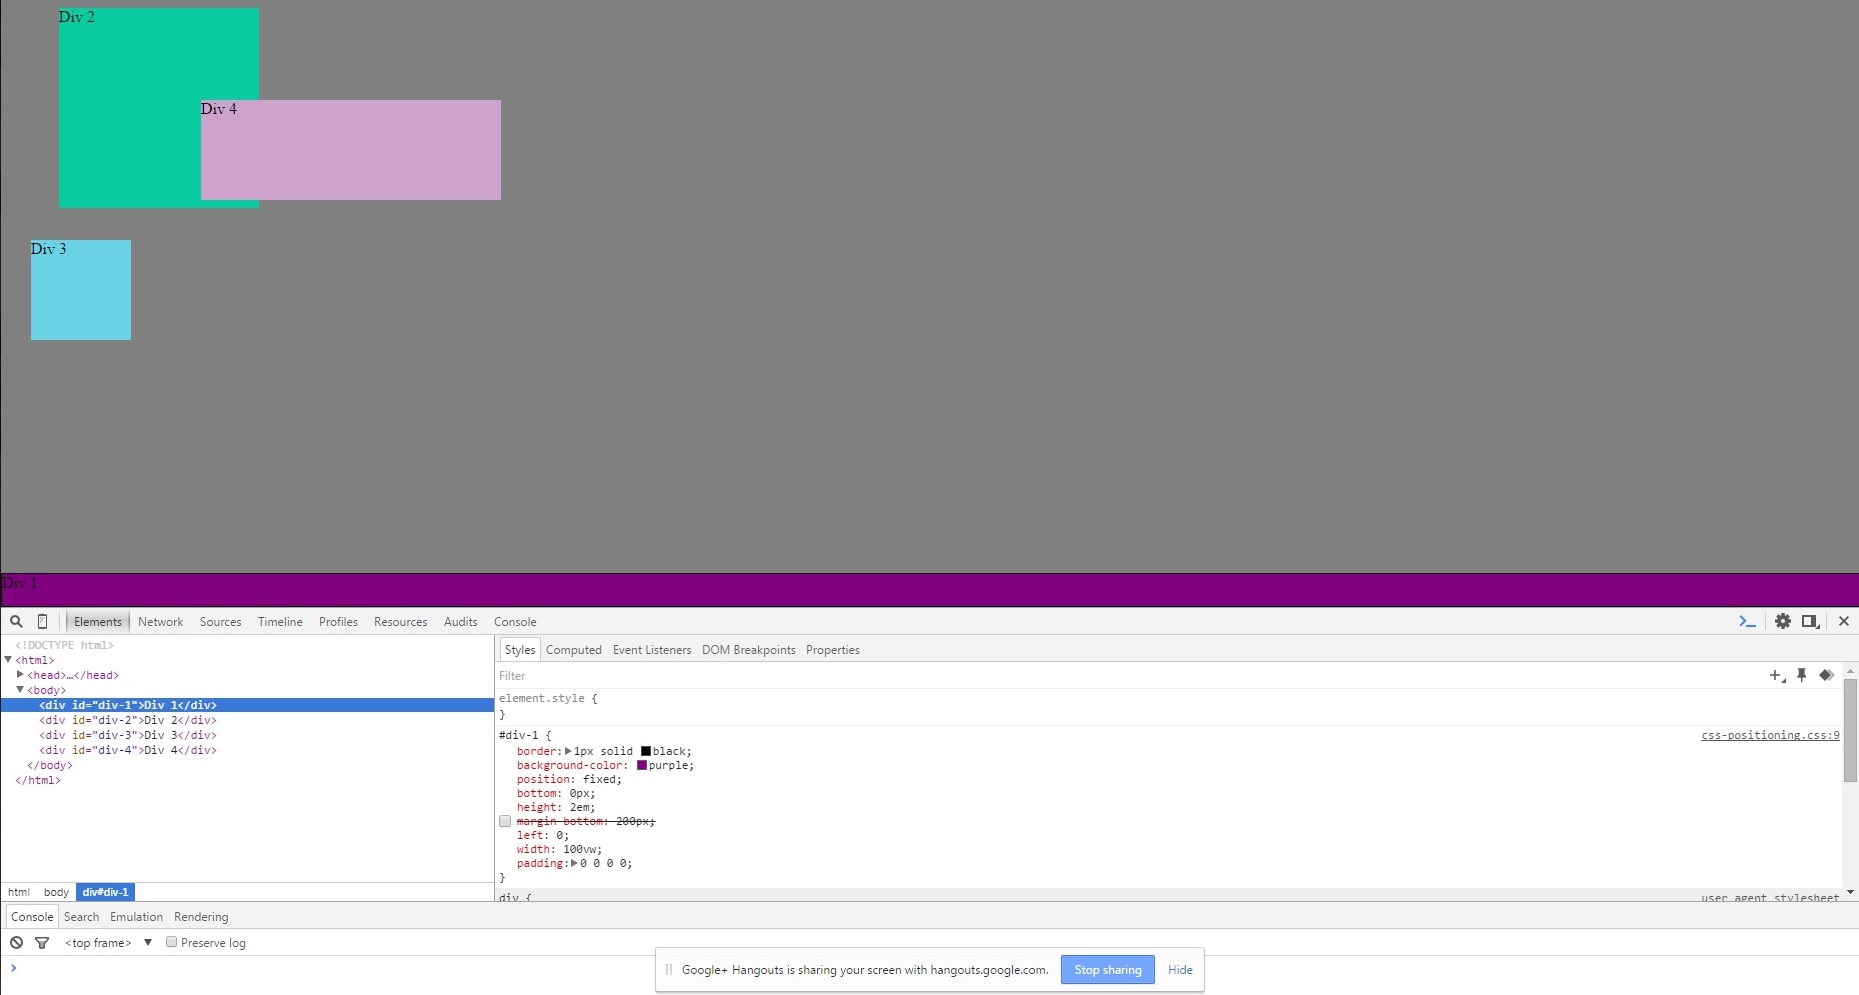 Div 2
Div 4
Div 3
Div 1
Elements Network Sources Timeline Profiles Resources Audits Console
<!DOCTYPE html>
▼<html>
▶<head>…</head>
▼<body>
<div id="div-1">Div 1</div>
<div id="div-2">Div 2</div>
<div id="div-3">Div 3</div>
<div id="div-4">Div 4</div>
</body>
</html>
html body div#div-1
Styles Computed Event Listeners DOM Breakpoints Properties
Filter
element.style {
}
#div-1 { css-positioning.css:9
border:▶1px solid black;
background-color: purple;
position: fixed;
bottom: 0px;
height: 2em;
margin-bottom: 200px;
left: 0;
width: 100vw;
padding:▶0 0 0 0;
}
div { user agent stylesheet
Console Search Emulation Rendering
<top frame> ▼ Preserve log
>
Google+ Hangouts is sharing your screen with hangouts.google.com. Stop sharing Hide